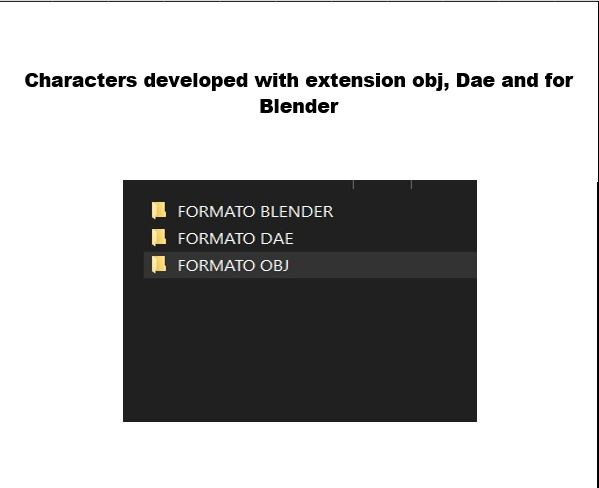 Characters developed with extension obj, Dae and for
Blender
FORMATO BLENDER
FORMATO DAE
FORMATO OBJ